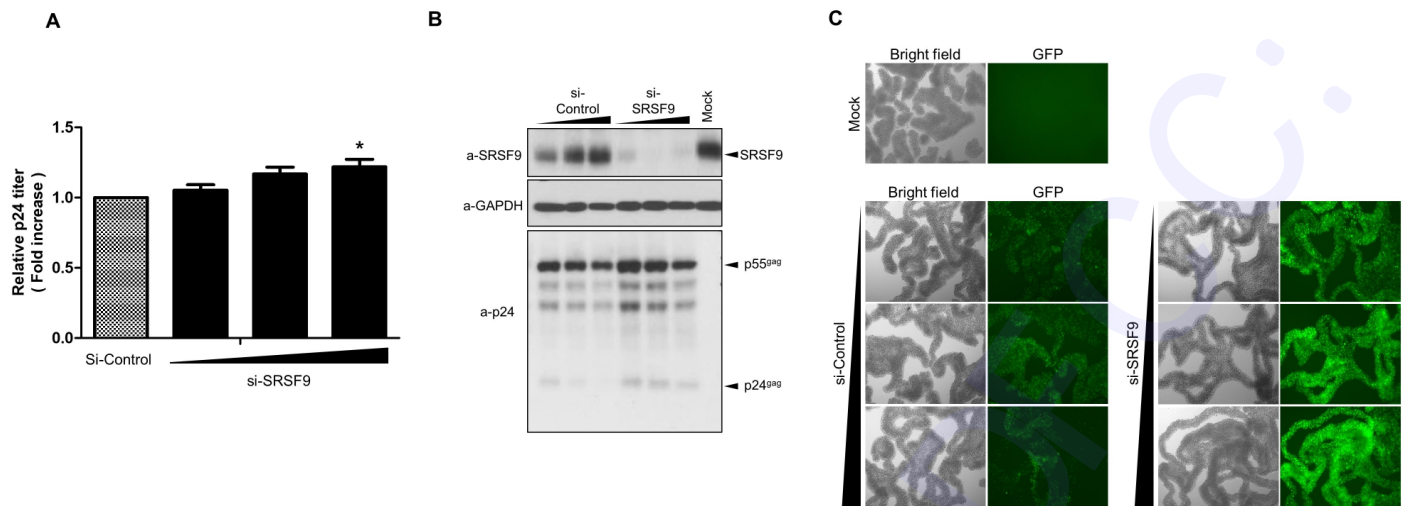 A
Relative p24 titer
( Fold increase )
1.5
1.0
0.5
0.0
*
Si-Control
si-SRSF9
B
si-
Control
si-
SRSF9
Mock
a-SRSF9
SRSF9
a-GAPDH
a-p24
p55gag
p24gag
C
Bright field
GFP
Mock
Bright field
GFP
si-Control
Bright field
GFP
si-SRSF9